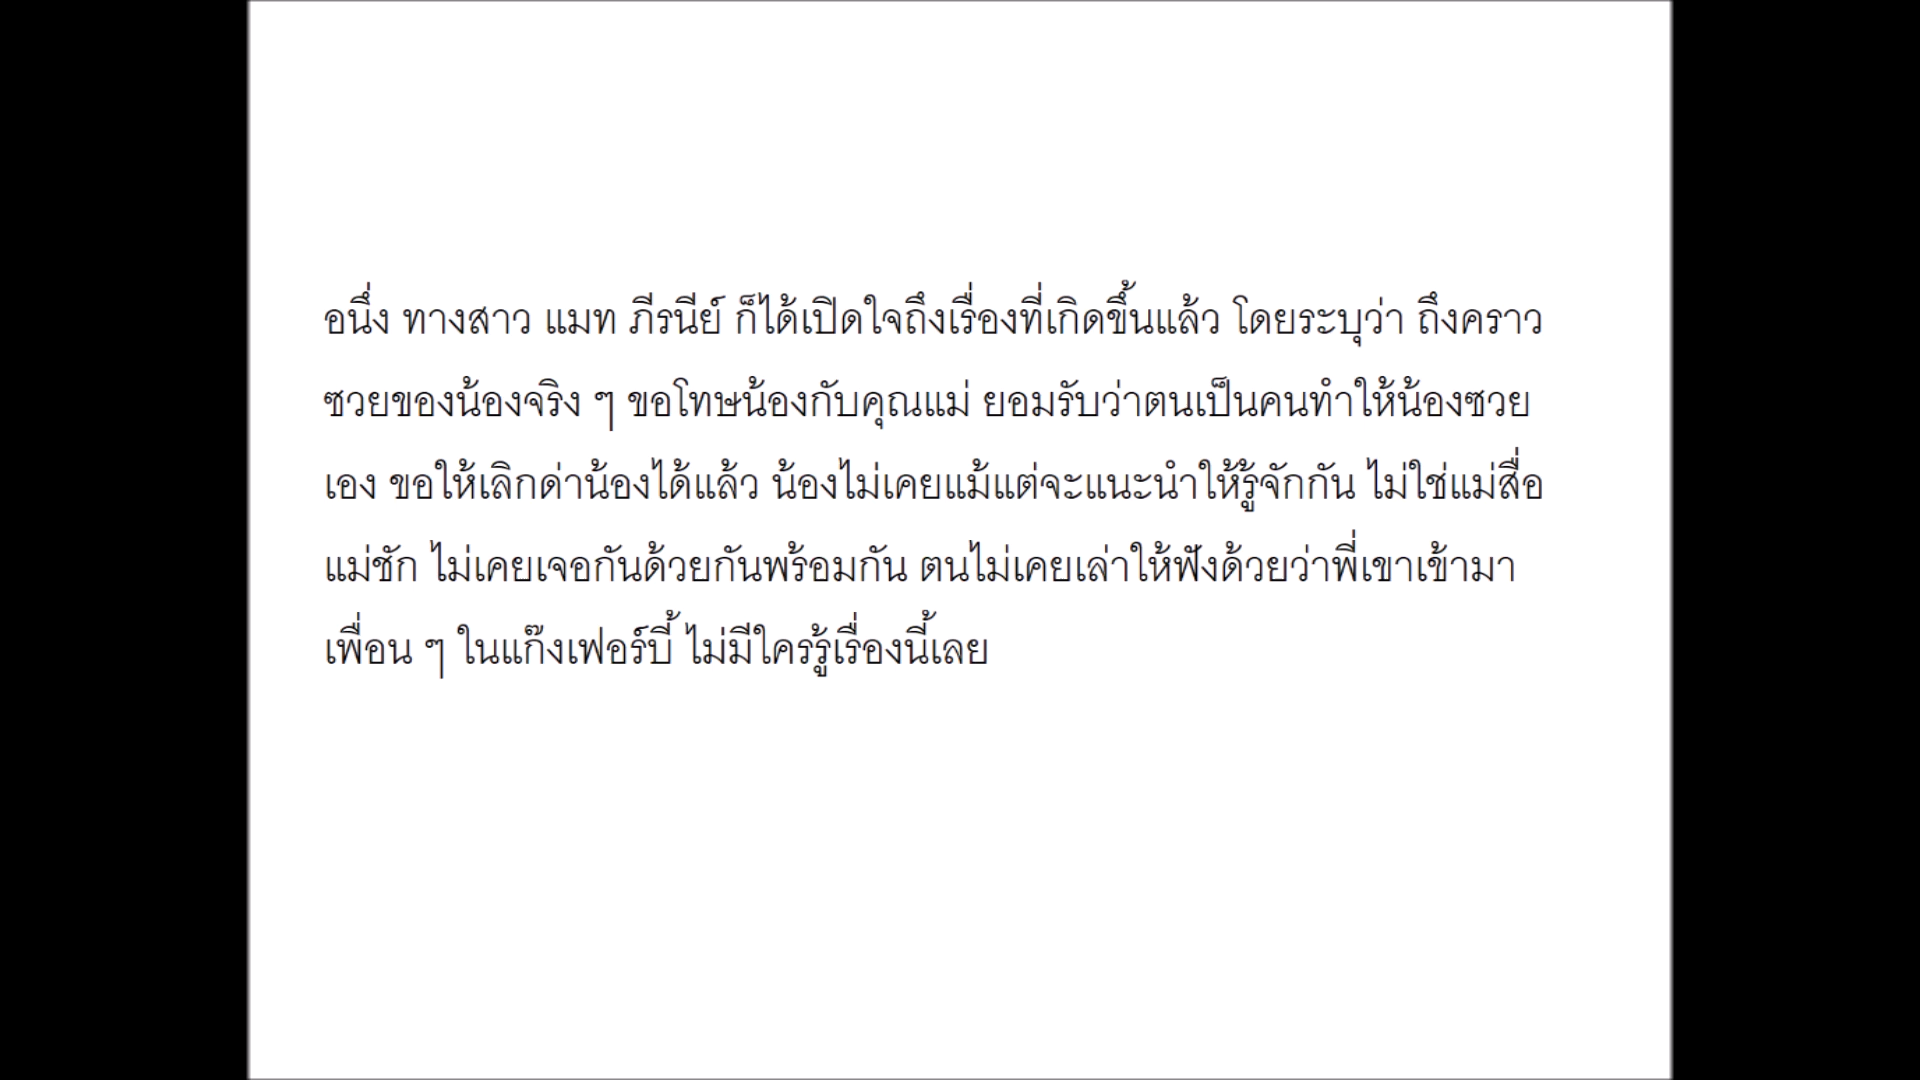 อนึ่ง ทางสาว แมท ภีรนีย์ ก็ได้เปิดใจถึงเรื่องที่เกิดขึ้นแล้ว โดยระบุว่า ถึงคราว
ซวยของน้องจริง ๆ ขอโทษน้องกับคุณแม่ ยอมรับว่าตนเป็นคนทำให้น้องซวย
เอง ขอให้เลิกด่าน้องได้แล้ว น้องไม่เคยแม้แต่จะแนะนำให้รู้จักกัน ไม่ใช่แม่สื่อ
แม่ชัก ไม่เคยเจอกันด้วยกันพร้อมกัน ตนไม่เคยเล่าให้ฟังด้วยว่าพี่เขาเข้ามา
เพื่อน ๆ ในแก๊งเฟอร์บี้ ไม่มีใครรู้เรื่องนี้เลย